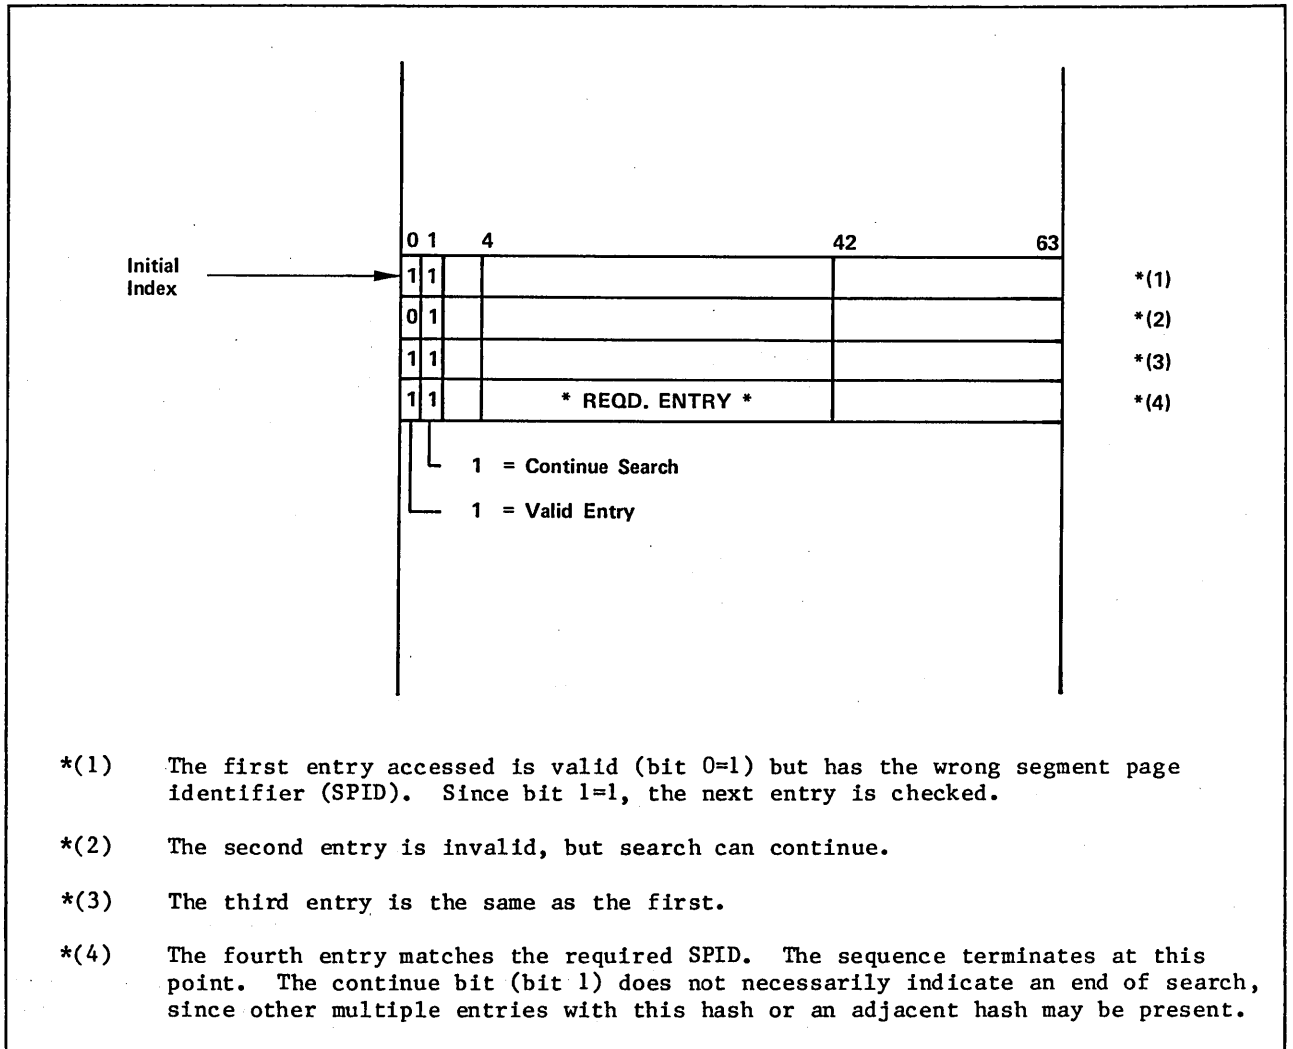 0 1 4 42 63
Initial
Index
1 1 *(1)
0 1 *(2)
1 1 *(3)
1 1 * REQD. ENTRY * *(4)
1 = Continue Search
1 = Valid Entry
*(1) The first entry accessed is valid (bit 0=1) but has the wrong segment page
identifier (SPID). Since bit 1=1, the next entry is checked.
*(2) The second entry is invalid, but search can continue.
*(3) The third entry is the same as the first.
*(4) The fourth entry matches the required SPID. The sequence terminates at this
point. The continue bit (bit 1) does not necessarily indicate an end of search,
since other multiple entries with this hash or an adjacent hash may be present.